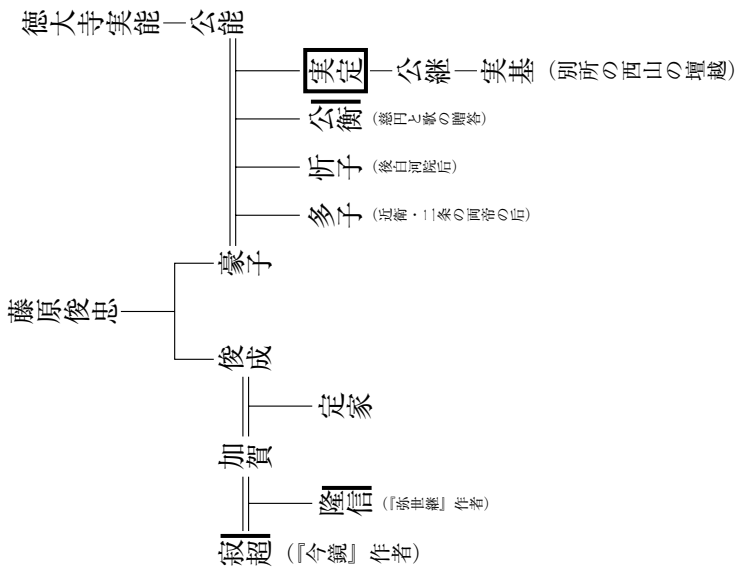 徳大寺実能 公能
実定 公継 実基 (別所の西山の壇越)
公衡 (慈円と歌の贈答)
忻子 (後白河院后)
多子 (近衛・二条の両帝の后)
豪子
藤原俊忠
俊成
定家
加賀
隆信 (『弥世継』作者)
寂超 (『今鏡』作者)